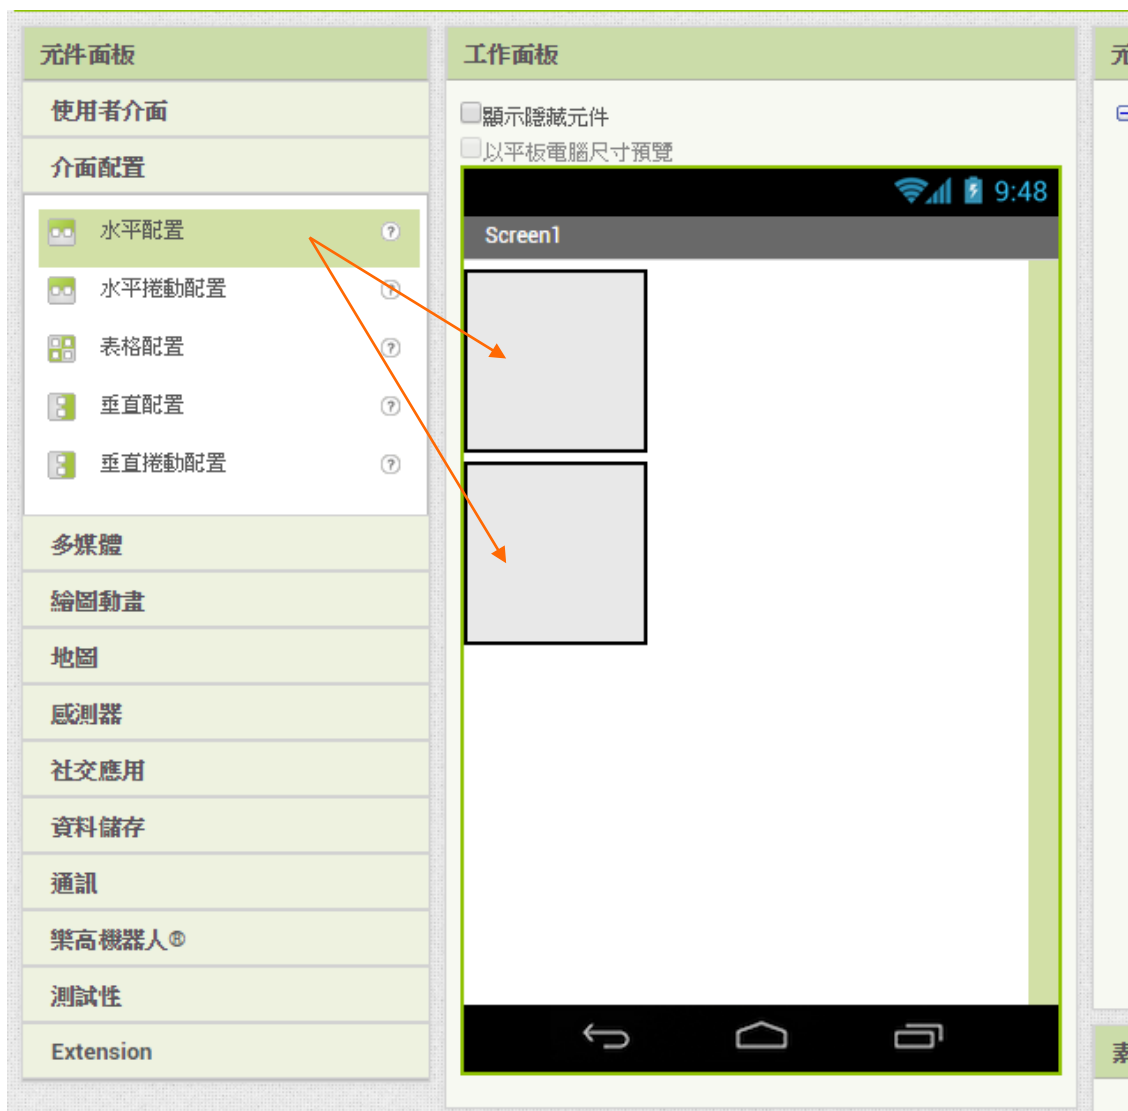 元件面板
使用者介面
介面配置
水平配置
水平捲動配置
表格配置
垂直配置
垂直捲動配置
多媒體
繪圖動畫
地圖
感測器
社交應用
資料儲存
通訊
樂高機器人®
測試性
Extension
工作面板
顯示隱藏元件
以平板電腦尺寸預覽
9:48
Screen1